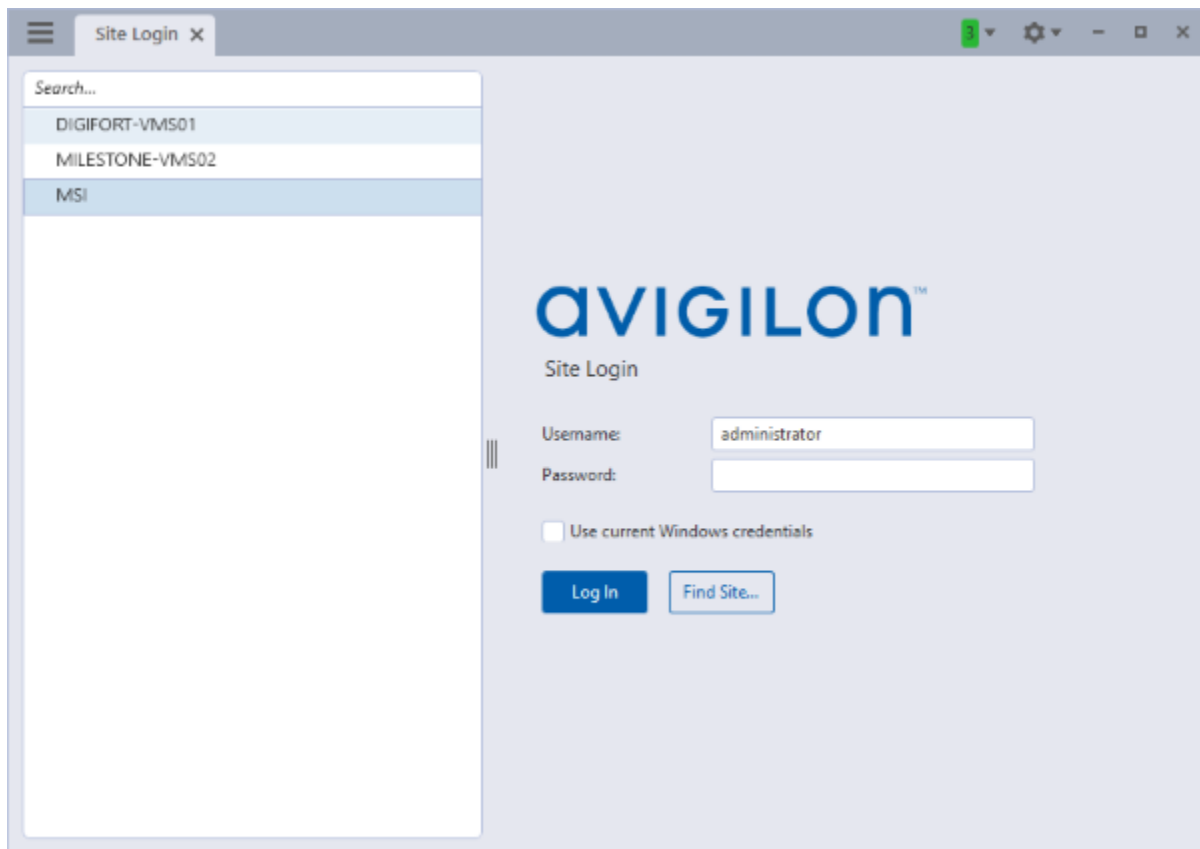 Site Login
3
Search...
DIGIFORT-VMS01
MILESTONE-VMS02
MSI
avigilon™
Site Login
Username: administrator
Password:
Use current Windows credentials
Log In Find Site...